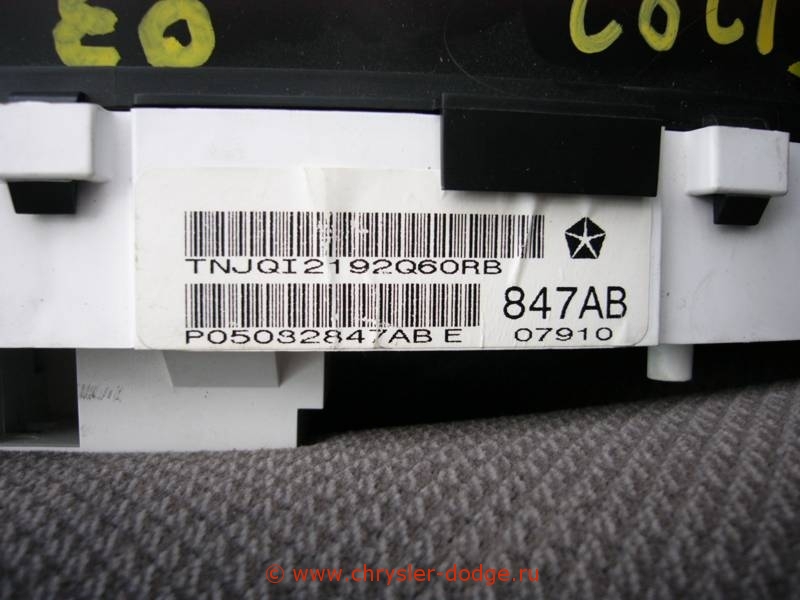 TNJQI2192Q60RB
847AB
P05032847AB E
07910
© www.chrysler-dodge.ru